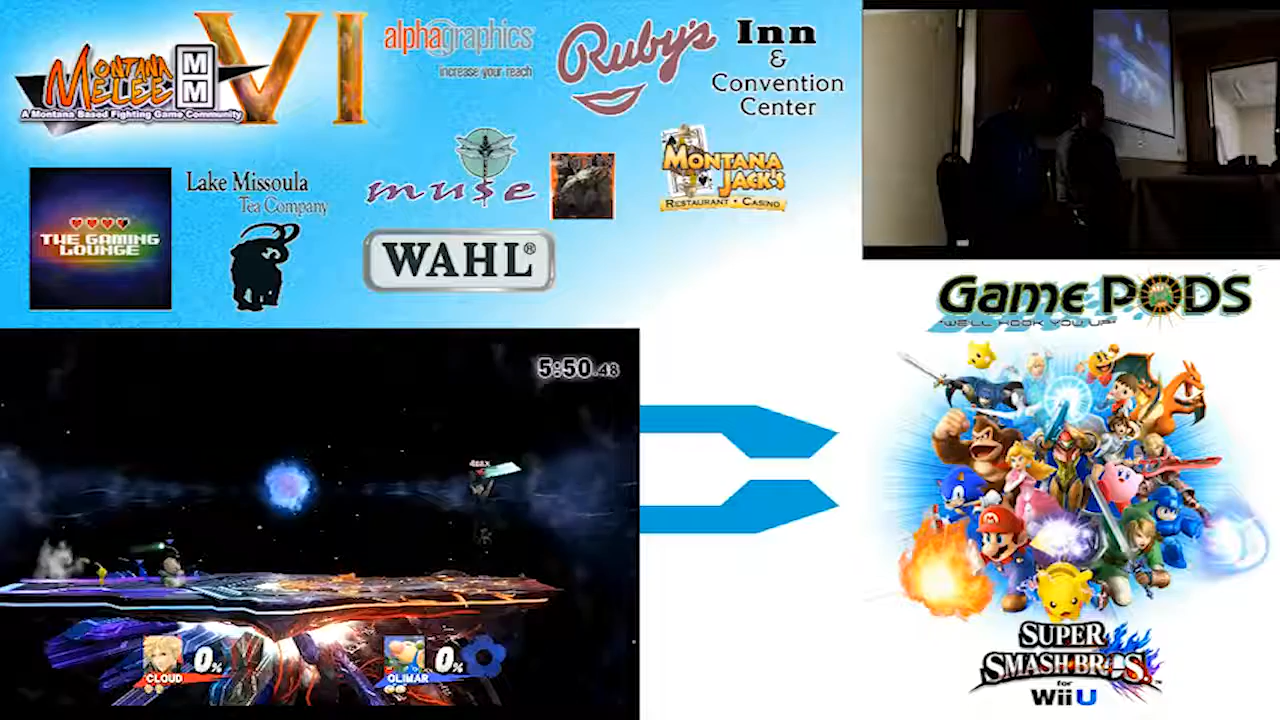 MONTANA
MELEE
MM
VI
A Montana Based Fighting Game Community
alphagraphics
increase your reach
Ruby's
Inn
&
Convention
Center
muse
MONTANA
JACK'S
RESTAURANT • CASINO
THE GAMING
LOUNGE
Lake Missoula
Tea Company
WAHL®
Game PODS
"WE'LL HOOK YOU UP"
5:50.48
0%
CLOUD
0%
OLIMAR
SUPER
SMASH BROS.
for
Wii U